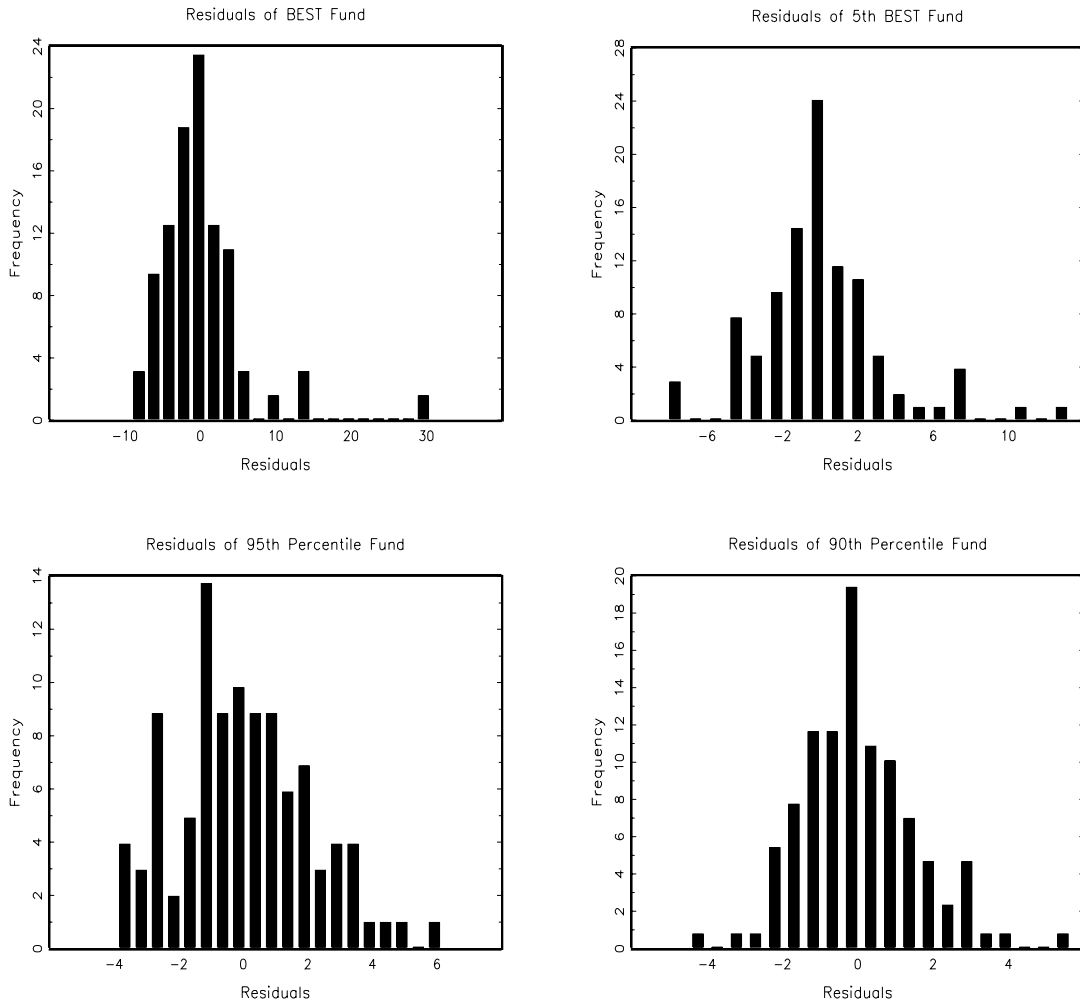 Residuals of BEST Fund
24
20
16
12
8
4
0
Frequency
-10 0 10 20 30
Residuals
Residuals of 5th BEST Fund
28
24
20
16
12
8
4
0
Frequency
-6 -2 2 6 10
Residuals
Residuals of 95th Percentile Fund
14
12
10
8
6
4
2
0
Frequency
-4 -2 0 2 4 6
Residuals
Residuals of 90th Percentile Fund
20
18
16
14
12
10
8
6
4
2
0
Frequency
-4 -2 0 2 4
Residuals